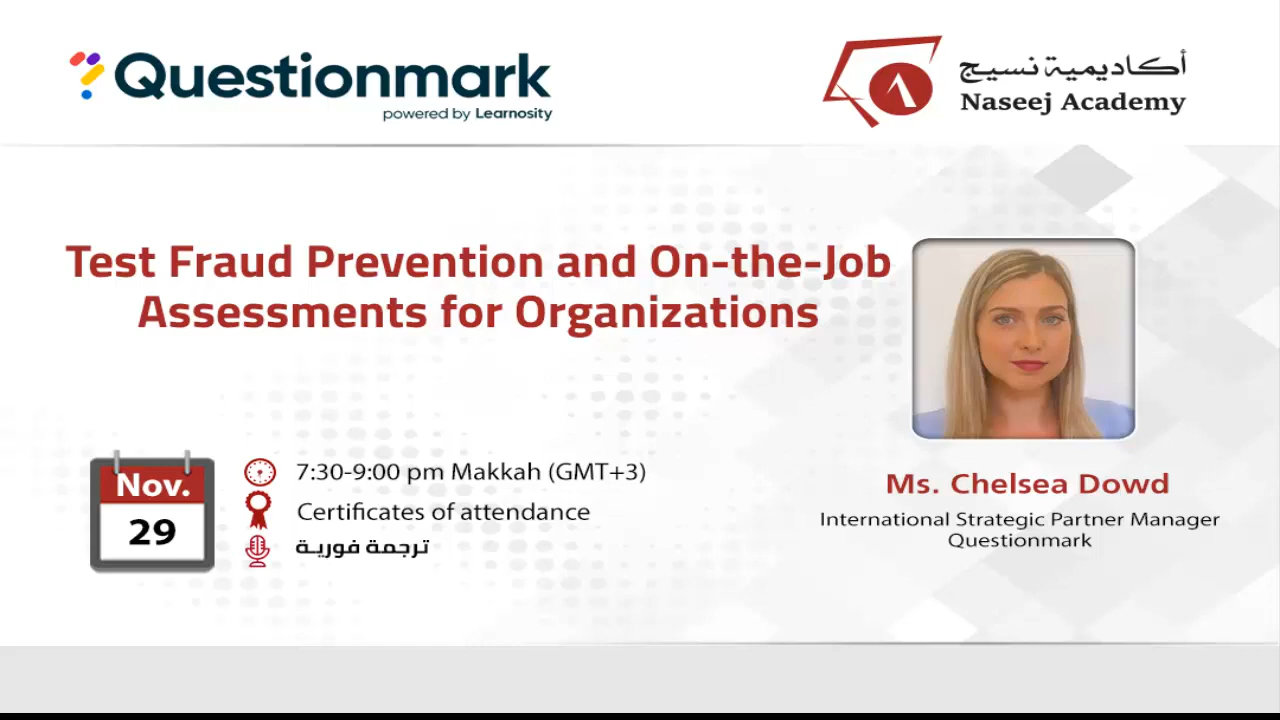 Questionmark
powered by Learnosity
أكاديمية نسيج
Naseej Academy
Test Fraud Prevention and On-the-Job
Assessments for Organizations
Nov.
29
7:30-9:00 pm Makkah (GMT+3)
Certificates of attendance
ترجمة فورية
Ms. Chelsea Dowd
International Strategic Partner Manager
Questionmark